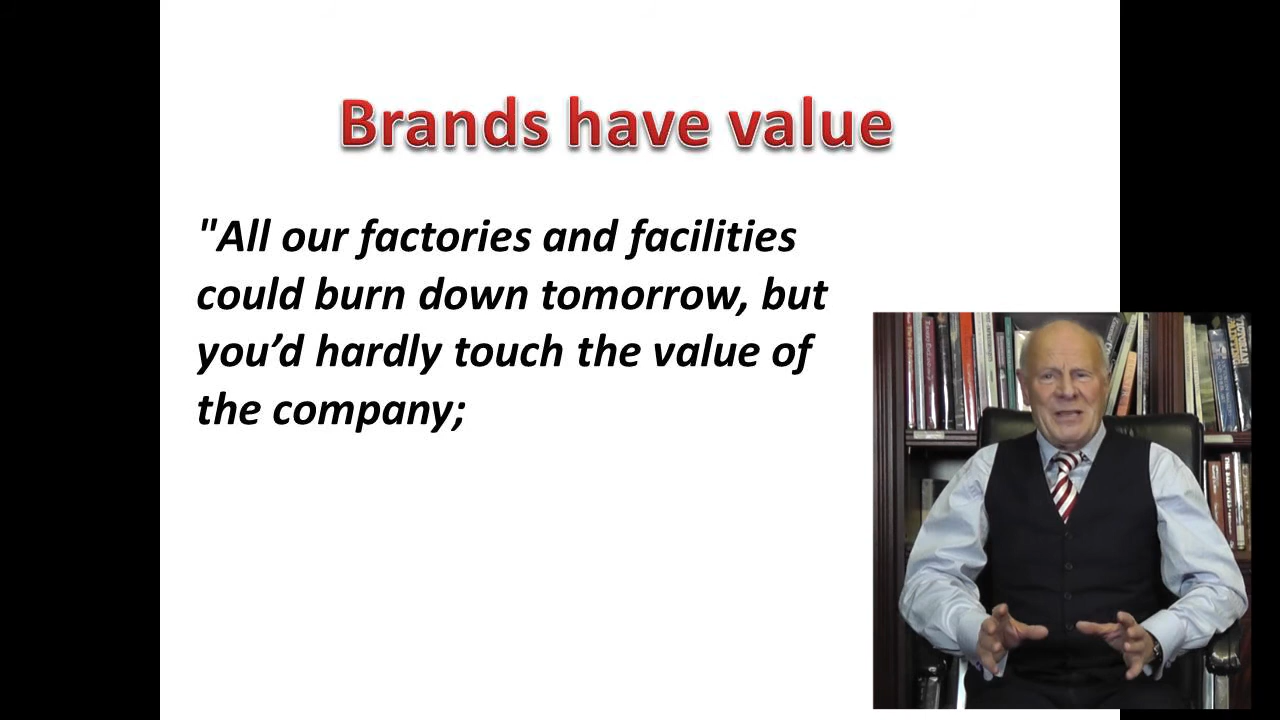 Brands have value
"All our factories and facilities
could burn down tomorrow, but
you’d hardly touch the value of
the company;